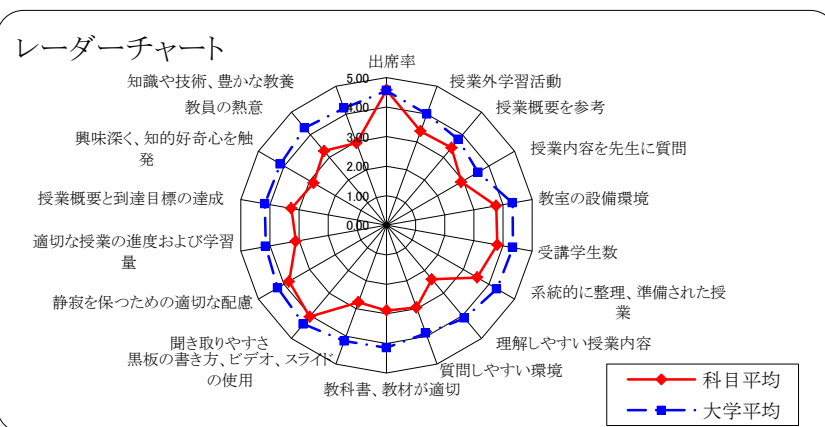 レーダーチャート
出席率
授業外学習活動
授業概要を参考
授業内容を先生に質問
教室の設備環境
受講学生数
系統的に整理、準備された授
業
理解しやすい授業内容
質問しやすい環境
教科書、教材が適切
黒板の書き方、ビデオ、スライド
の使用
聞き取りやすさ
静寂を保つための適切な配慮
適切な授業の進度および学習
量
授業概要と到達目標の達成
興味深く、知的好奇心を触
発
教員の熱意
知識や技術、豊かな教養
5.00
4.00
3.00
2.00
1.00
0.00
科目平均
大学平均